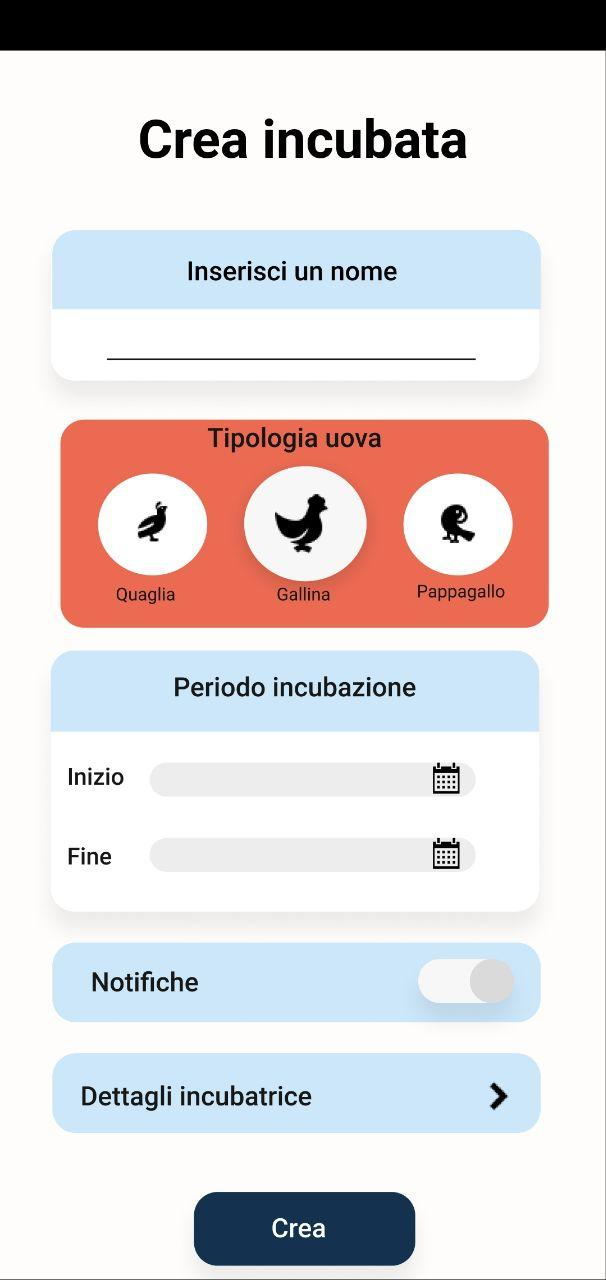 Crea incubata
Inserisci un nome
Tipologia uova
Quaglia
Gallina
Pappagallo
Periodo incubazione
Inizio
Fine
Notifiche
Dettagli incubatrice
Crea